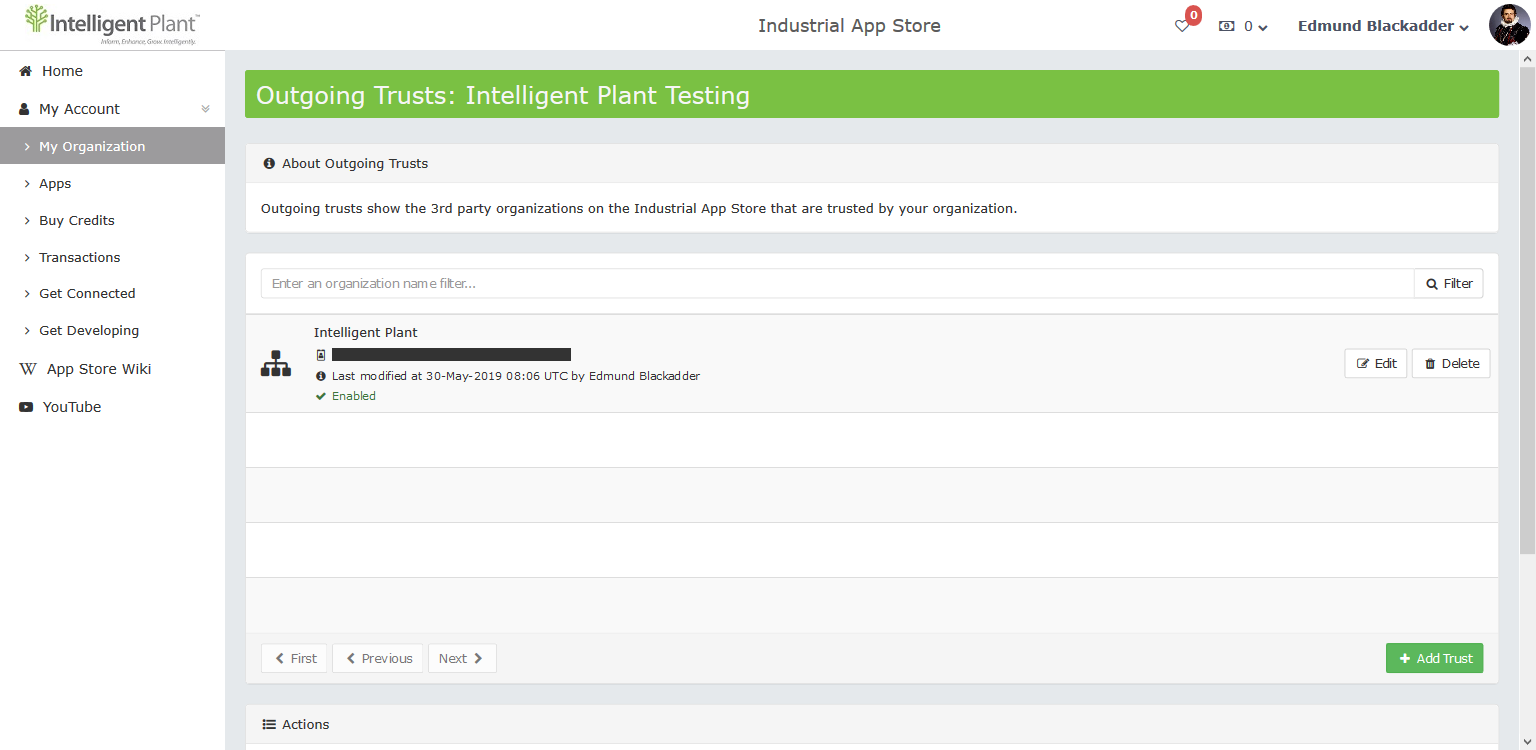 Intelligent Plant™
Inform, Enhance, Grow. Intelligently.
Industrial App Store
0
0
Edmund Blackadder
Home
My Account
My Organization
Apps
Buy Credits
Transactions
Get Connected
Get Developing
App Store Wiki
YouTube
Outgoing Trusts: Intelligent Plant Testing
About Outgoing Trusts
Outgoing trusts show the 3rd party organizations on the Industrial App Store that are trusted by your organization.
Enter an organization name filter...
Filter
Intelligent Plant
Last modified at 30-May-2019 08:06 UTC by Edmund Blackadder
Enabled
Edit
Delete
First
Previous
Next
Add Trust
Actions